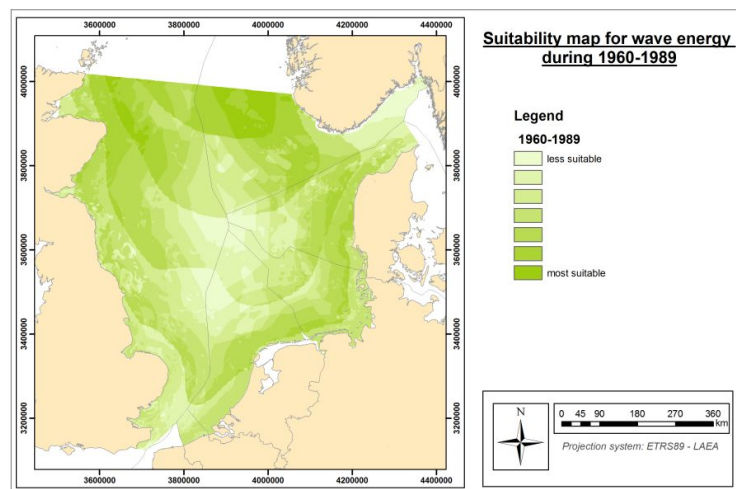 Suitability map for wave energy
during 1960-1989
3600000 3800000 4000000 4200000 4400000
4000000
3800000
3600000
3400000
3200000
4000000
3800000
3600000
3400000
3200000
3600000 3800000 4000000 4200000 4400000
Legend
1960-1989
less suitable
most suitable
N
0 45 90 180 270 360
km
Projection system: ETRS89 - LAEA